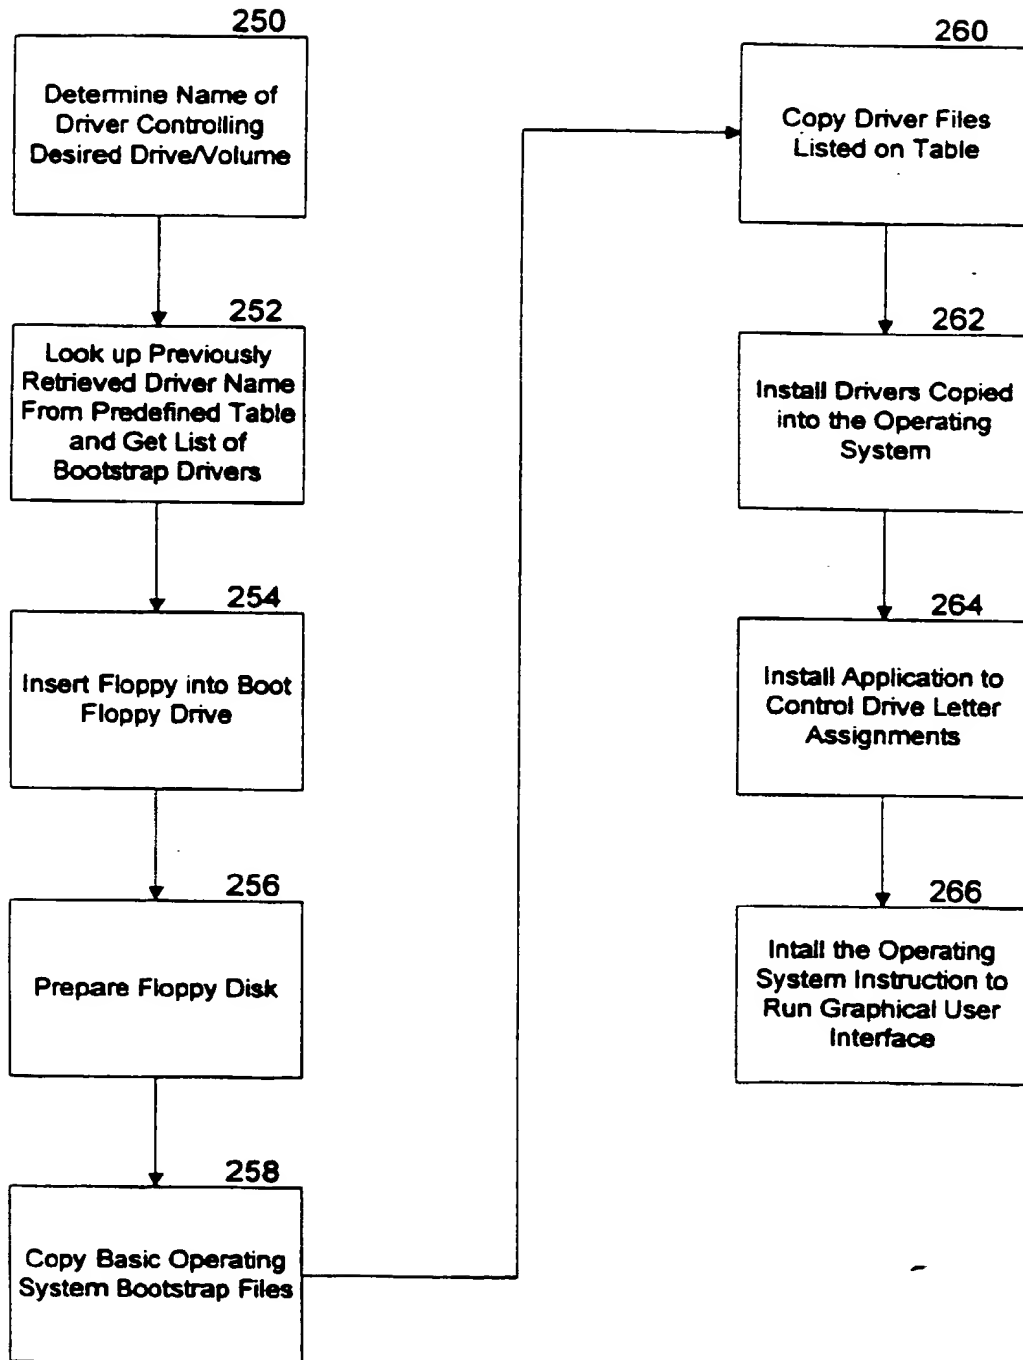 250
Determine Name of
Driver Controlling
Desired Drive/Volume
252
Look up Previously
Retrieved Driver Name
From Predefined Table
and Get List of
Bootstrap Drivers
254
Insert Floppy into Boot
Floppy Drive
256
Prepare Floppy Disk
258
Copy Basic Operating
System Bootstrap Files
260
Copy Driver Files
Listed on Table
262
Install Drivers Copied
into the Operating
System
264
Install Application to
Control Drive Letter
Assignments
266
Intall the Operating
System Instruction to
Run Graphical User
Interface